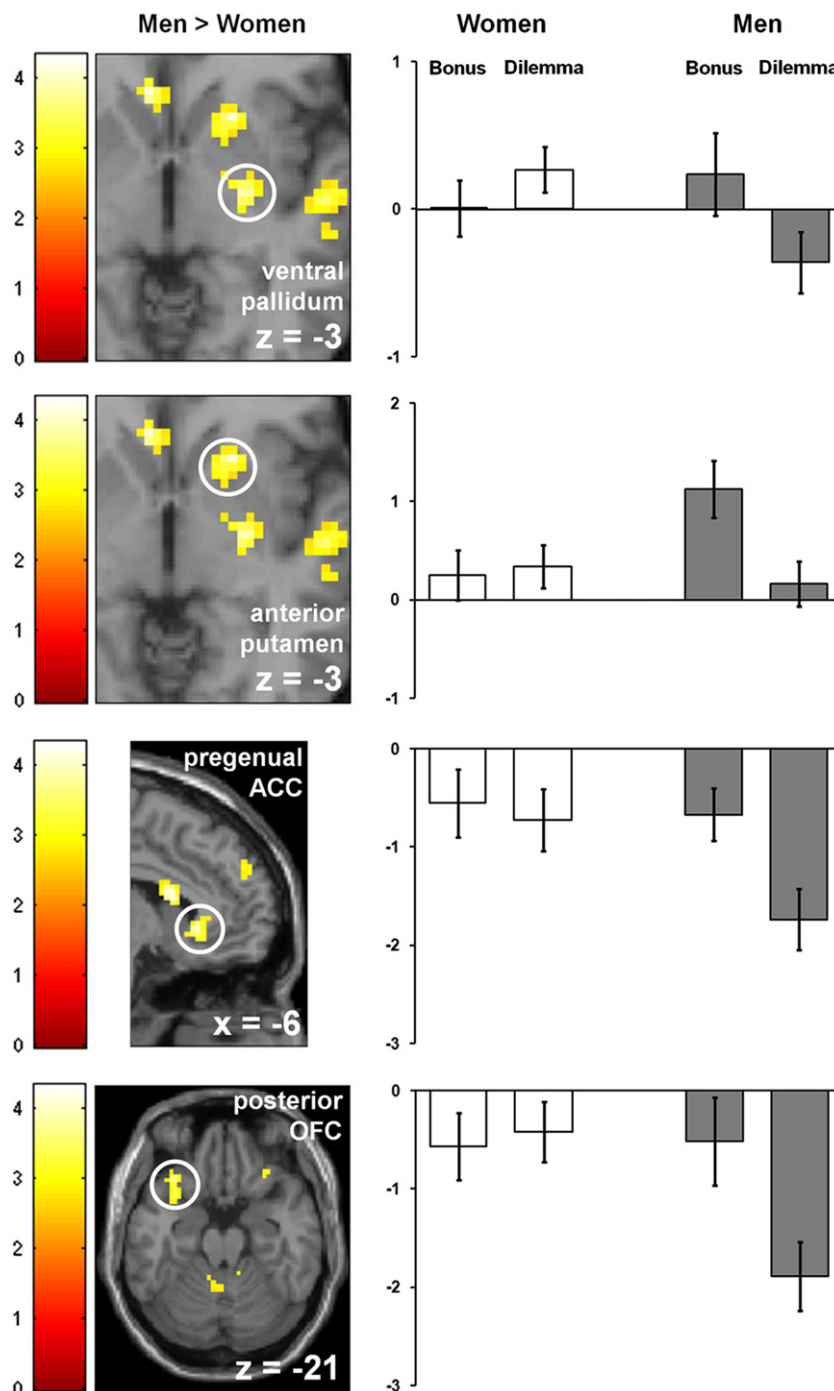 Men > Women
Women
Men
Bonus
Dilemma
Bonus
Dilemma
4
3
2
1
0
ventral
pallidum
z = -3
1
0
-1
4
3
2
1
0
anterior
putamen
z = -3
2
1
0
-1
4
3
2
1
0
pregenual
ACC
x = -6
0
-1
-2
-3
4
3
2
1
0
posterior
OFC
z = -21
0
-1
-2
-3